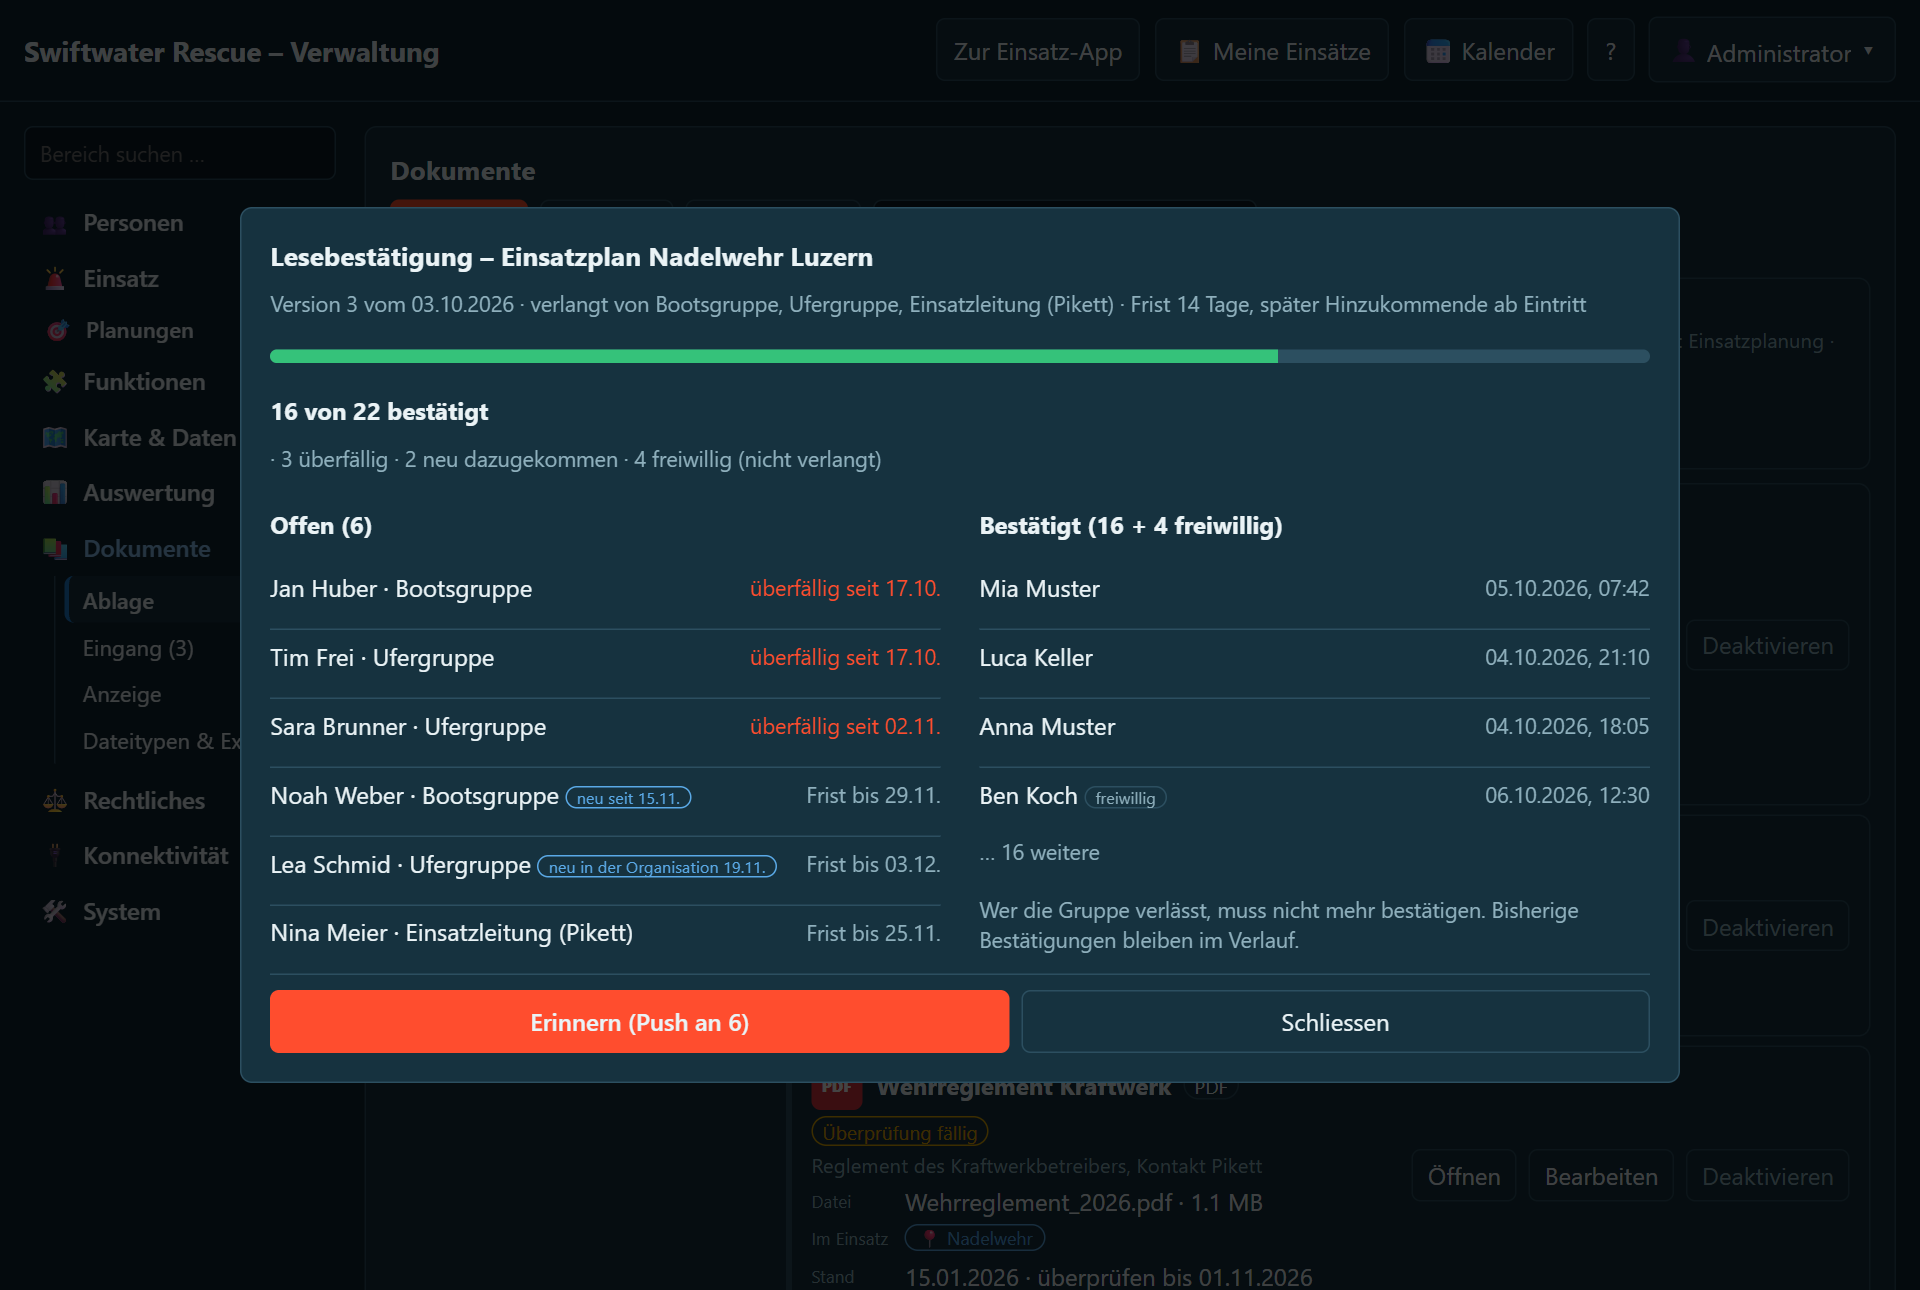 Swiftwater Rescue – Verwaltung
Zur Einsatz-App
Meine Einsätze
Kalender
?
Administrator
Bereich suchen ...
Personen
Einsatz
Planungen
Funktionen
Karte & Daten
Auswertung
Dokumente
Ablage
Eingang (3)
Anzeige
Dateitypen & Ex
Rechtliches
Konnektivität
System
Dokumente
: Einsatzplanung ·
Deaktivieren
Deaktivieren
Lesebestätigung – Einsatzplan Nadelwehr Luzern
Version 3 vom 03.10.2026 · verlangt von Bootsgruppe, Ufergruppe, Einsatzleitung (Pikett) · Frist 14 Tage, später Hinzukommende ab Eintritt
16 von 22 bestätigt
· 3 überfällig · 2 neu dazugekommen · 4 freiwillig (nicht verlangt)
Offen (6)
Jan Huber · Bootsgruppe überfällig seit 17.10.
Tim Frei · Ufergruppe überfällig seit 17.10.
Sara Brunner · Ufergruppe überfällig seit 02.11.
Noah Weber · Bootsgruppe neu seit 15.11. Frist bis 29.11.
Lea Schmid · Ufergruppe neu in der Organisation 19.11. Frist bis 03.12.
Nina Meier · Einsatzleitung (Pikett) Frist bis 25.11.
Bestätigt (16 + 4 freiwillig)
Mia Muster 05.10.2026, 07:42
Luca Keller 04.10.2026, 21:10
Anna Muster 04.10.2026, 18:05
Ben Koch freiwillig 06.10.2026, 12:30
... 16 weitere
Wer die Gruppe verlässt, muss nicht mehr bestätigen. Bisherige
Bestätigungen bleiben im Verlauf.
Erinnern (Push an 6)
Schliessen
PDF Wehrreglement Kraftwerk PDF
Überprüfung fällig
Reglement des Kraftwerkbetreibers, Kontakt Pikett
Datei Wehrreglement_2026.pdf · 1.1 MB
Im Einsatz Nadelwehr
Stand 15.01.2026 · überprüfen bis 01.11.2026
Öffnen
Bearbeiten
Deaktivieren